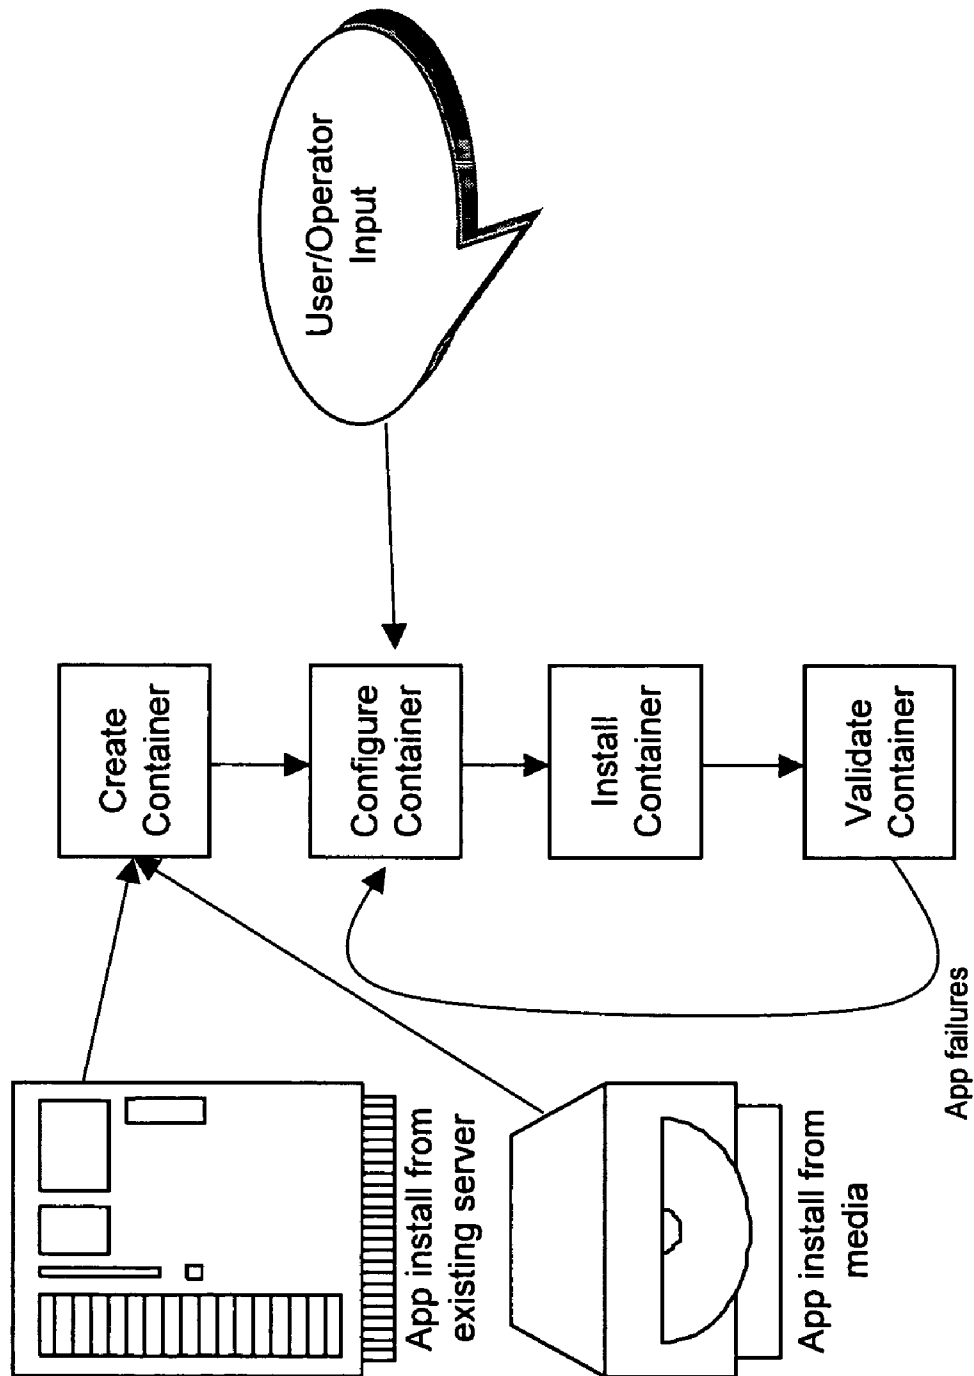 App install from
existing server
App install from
media
App failures
Create
Container
Configure
Container
Install
Container
Validate
Container
User/Operator
Input